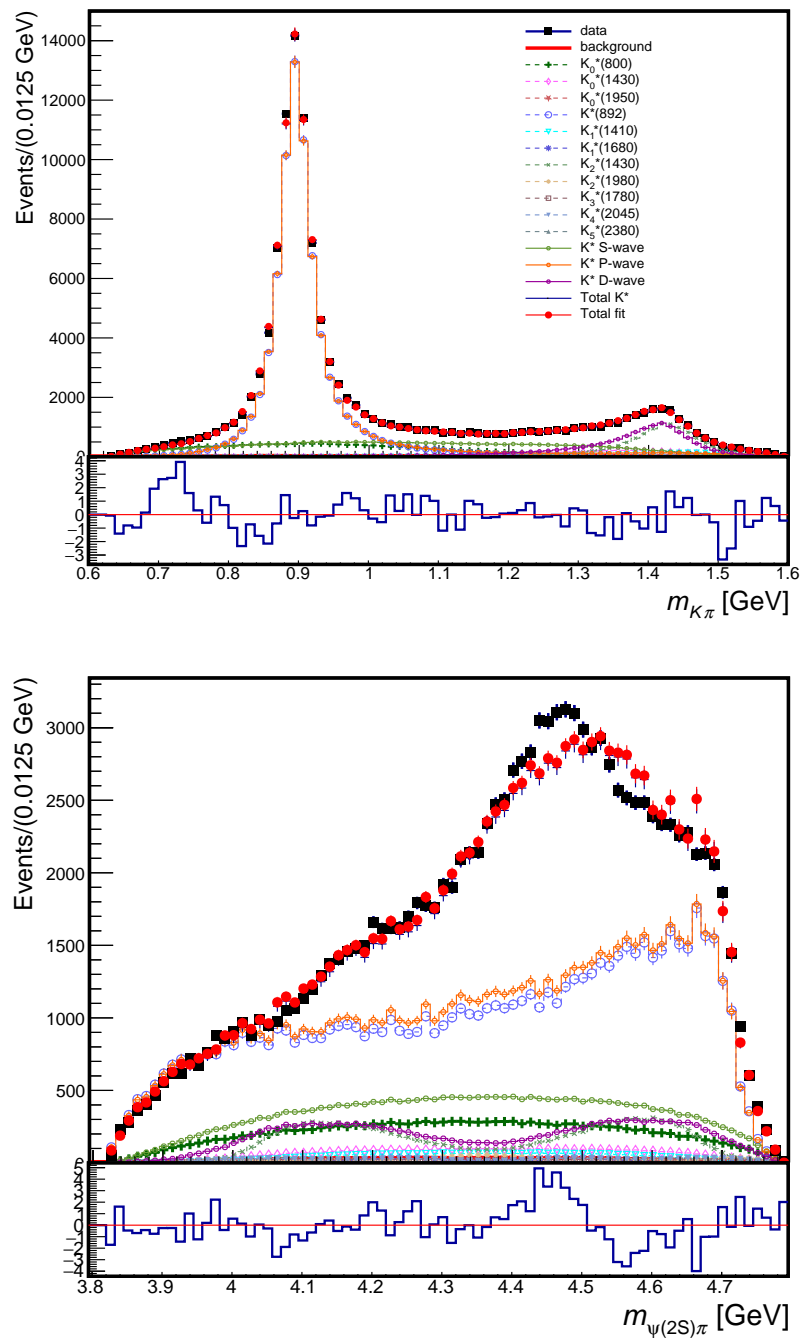 Events/(0.0125 GeV)
14000
12000
10000
8000
6000
4000
2000
0
data
background
K0*(800)
K0*(1430)
K0*(1950)
K*(892)
K1*(1410)
K1*(1680)
K2*(1430)
K2*(1980)
K3*(1780)
K4*(2045)
K5*(2380)
K* S-wave
K* P-wave
K* D-wave
Total K*
Total fit
4
3
2
1
0
−1
−2
−3
0.6 0.7 0.8 0.9 1 1.1 1.2 1.3 1.4 1.5 1.6
mKπ [GeV]
Events/(0.0125 GeV)
3000
2500
2000
1500
1000
500
0
5
4
3
2
1
0
−1
−2
−3
−4
3.8 3.9 4 4.1 4.2 4.3 4.4 4.5 4.6 4.7
mψ(2S)π [GeV]